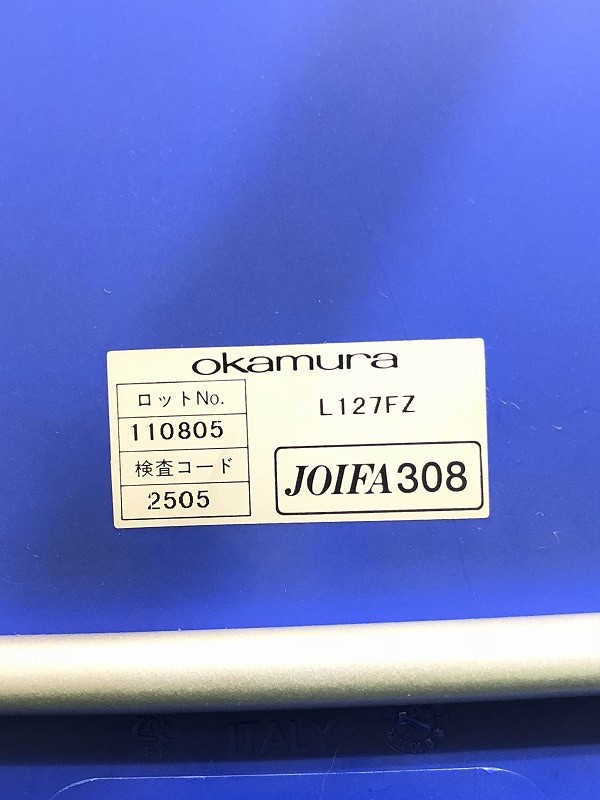 okamura
ロットNo.
110805
検査コード
2505
L127FZ
JOIFA308
ITALY